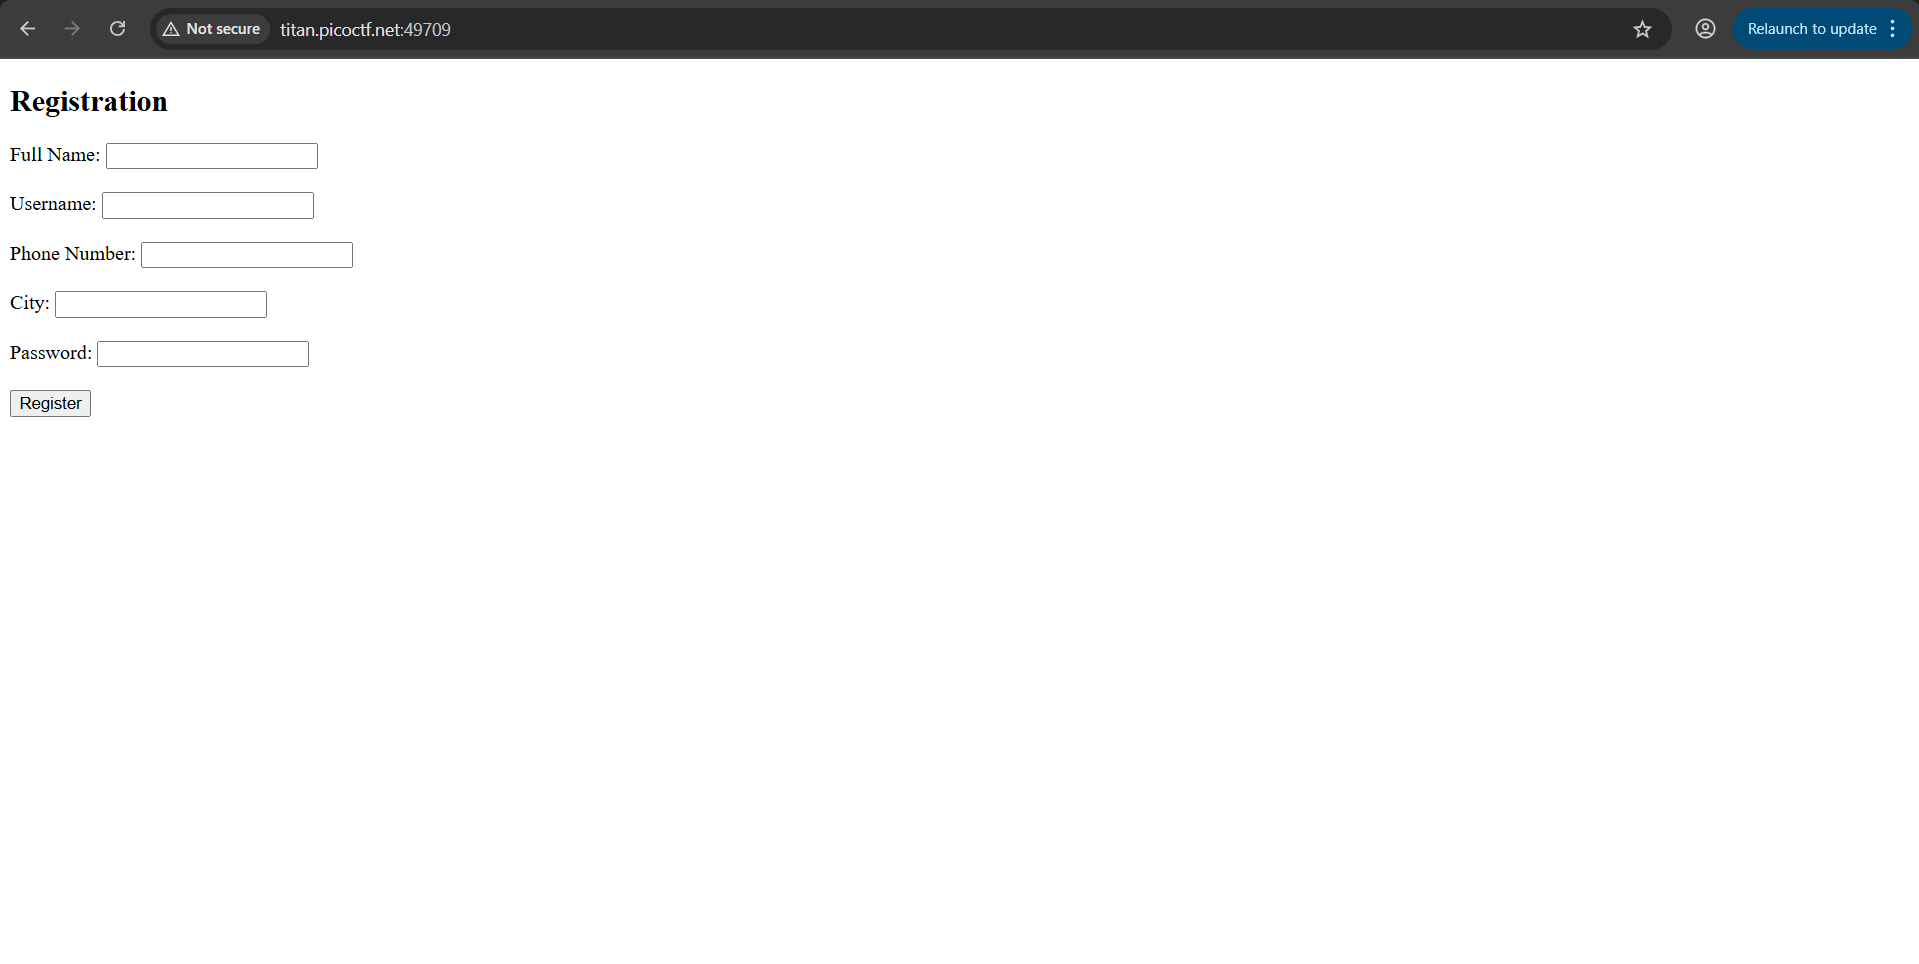 Not secure titan.picoctf.net:49709 Relaunch to update
Registration
Full Name:
Username:
Phone Number:
City:
Password:
Register